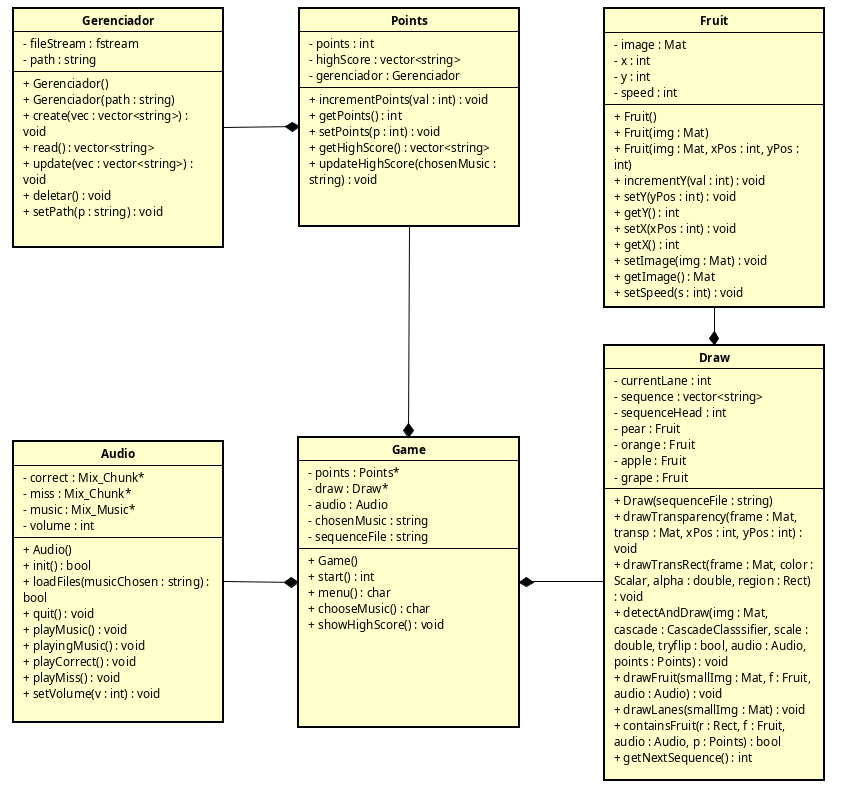 Gerenciador
- fileStream : fstream
- path : string
+ Gerenciador()
+ Gerenciador(path : string)
+ create(vec : vector<string>) :
void
+ read() : vector<string>
+ update(vec : vector<string>) :
void
+ deletar() : void
+ setPath(p : string) : void
Points
- points : int
- highScore : vector<string>
- gerenciador : Gerenciador
+ incrementPoints(val : int) : void
+ getPoints() : int
+ setPoints(p : int) : void
+ getHighScore() : vector<string>
+ updateHighScore(chosenMusic :
string) : void
Fruit
- image : Mat
- x : int
- y : int
- speed : int
+ Fruit()
+ Fruit(img : Mat)
+ Fruit(img : Mat, xPos : int, yPos :
int)
+ incrementY(val : int) : void
+ setY(yPos : int) : void
+ getY() : int
+ setX(xPos : int) : void
+ getX() : int
+ setImage(img : Mat) : void
+ getImage() : Mat
+ setSpeed(s : int) : void
Audio
- correct : Mix_Chunk*
- miss : Mix_Chunk*
- music : Mix_Music*
- volume : int
+ Audio()
+ init() : bool
+ loadFiles(musicChosen : string) :
bool
+ quit() : void
+ playMusic() : void
+ playingMusic() : void
+ playCorrect() : void
+ playMiss() : void
+ setVolume(v : int) : void
Game
- points : Points*
- draw : Draw*
- audio : Audio
- chosenMusic : string
- sequenceFile : string
+ Game()
+ start() : int
+ menu() : char
+ chooseMusic() : char
+ showHighScore() : void
Draw
- currentLane : int
- sequence : vector<string>
- sequenceHead : int
- pear : Fruit
- orange : Fruit
- apple : Fruit
- grape : Fruit
+ Draw(sequenceFile : string)
+ drawTransparency(frame : Mat,
transp : Mat, xPos : int, yPos : int) :
void
+ drawTransRect(frame : Mat, color :
Scalar, alpha : double, region : Rect)
: void
+ detectAndDraw(img : Mat,
cascade : CascadeClasssifier, scale :
double, tryflip : bool, audio : Audio,
points : Points) : void
+ drawFruit(smallImg : Mat, f : Fruit,
audio : Audio) : void
+ drawLanes(smallImg : Mat) : void
+ containsFruit(r : Rect, f : Fruit,
audio : Audio, p : Points) : bool
+ getNextSequence() : int